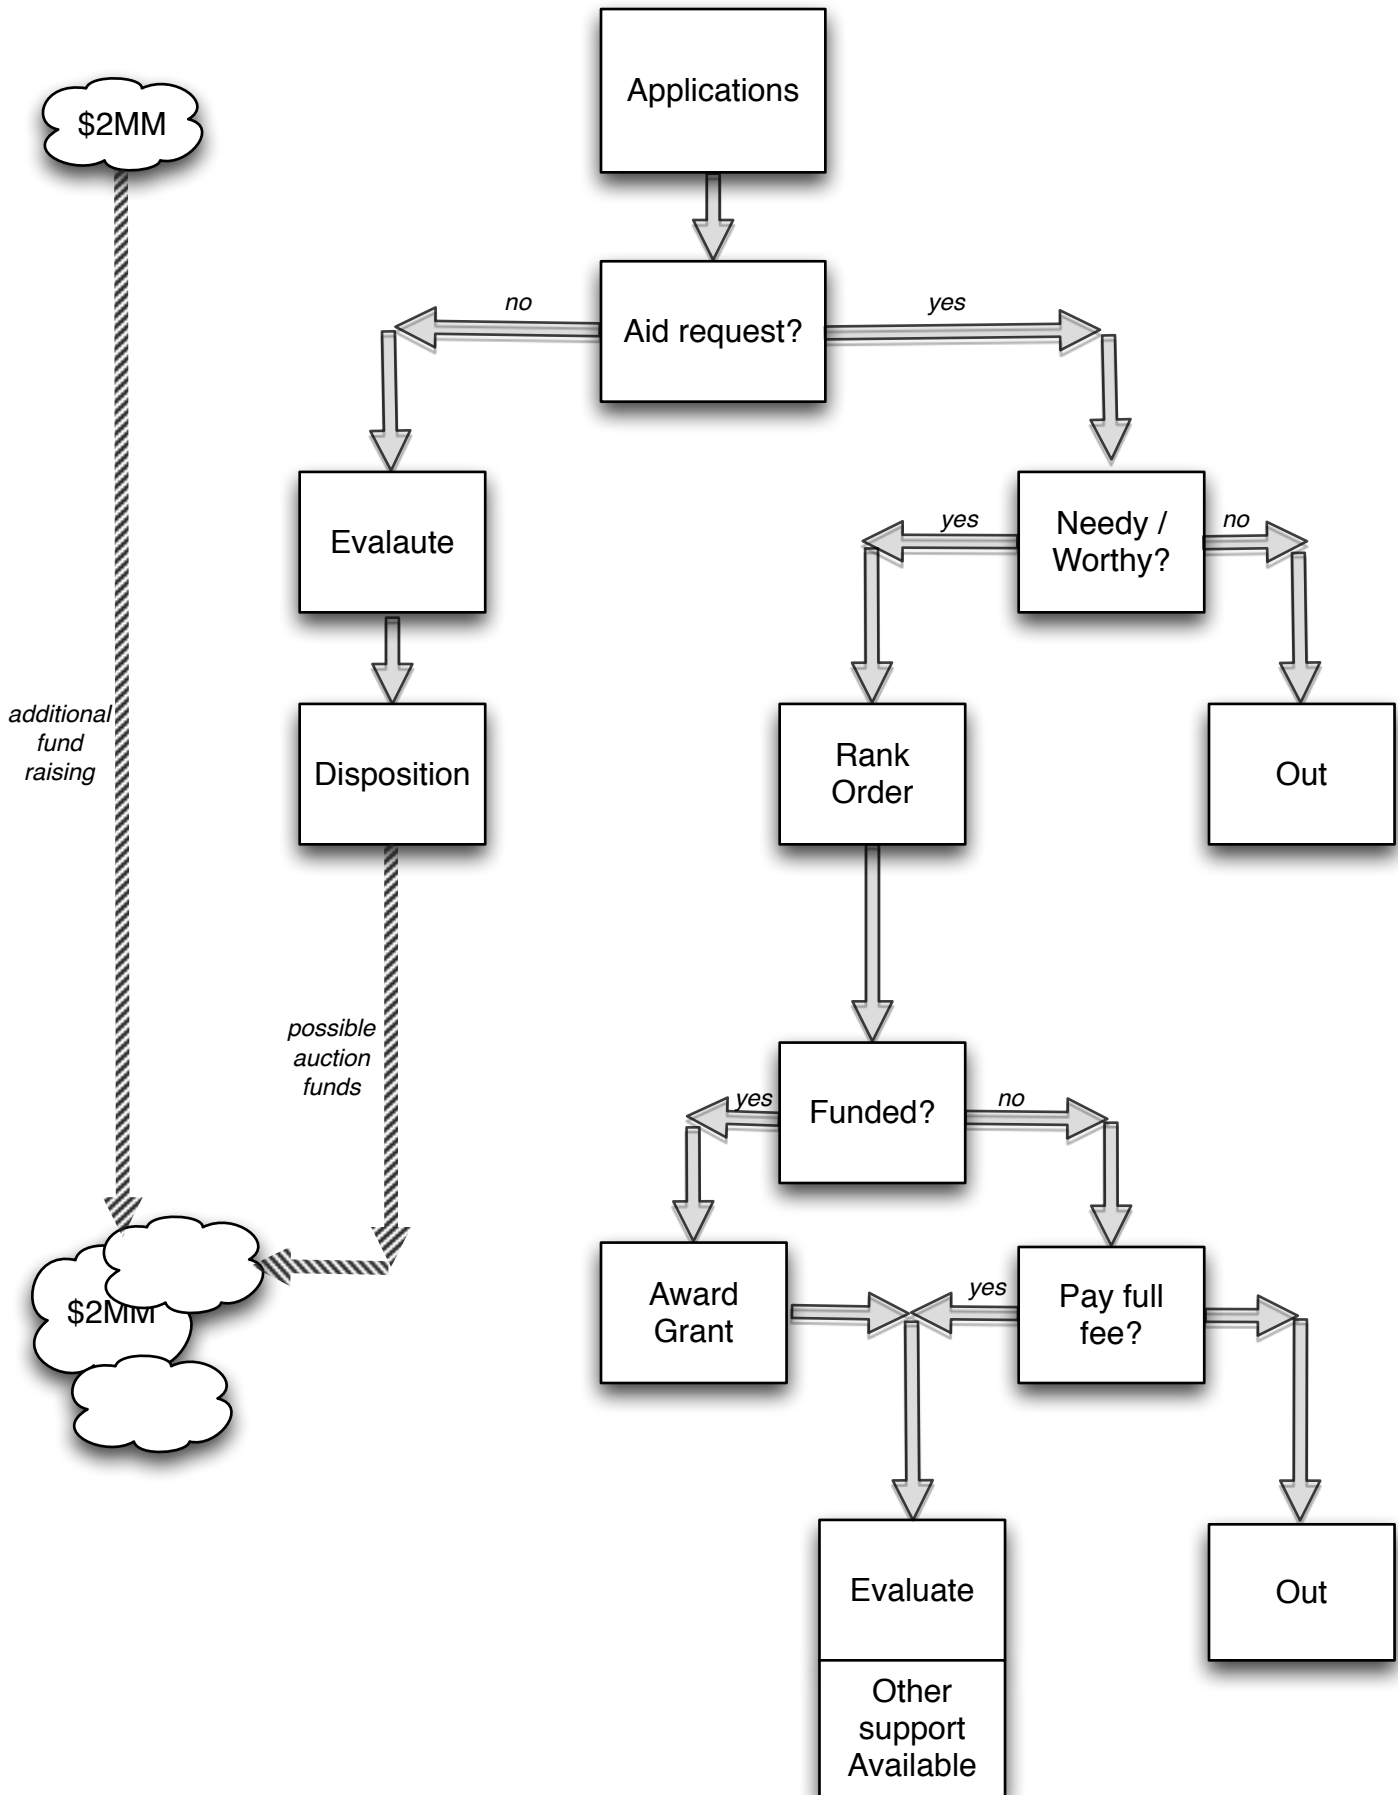 Applications
$2MM
no
yes
Aid request?
Evalaute
yes
Needy /
Worthy?
no
additional
fund
raising
Disposition
Rank
Order
Out
possible
auction
funds
yes
Funded?
no
$2MM
Award
Grant
yes
Pay full
fee?
Evaluate
Out
Other
support
Available